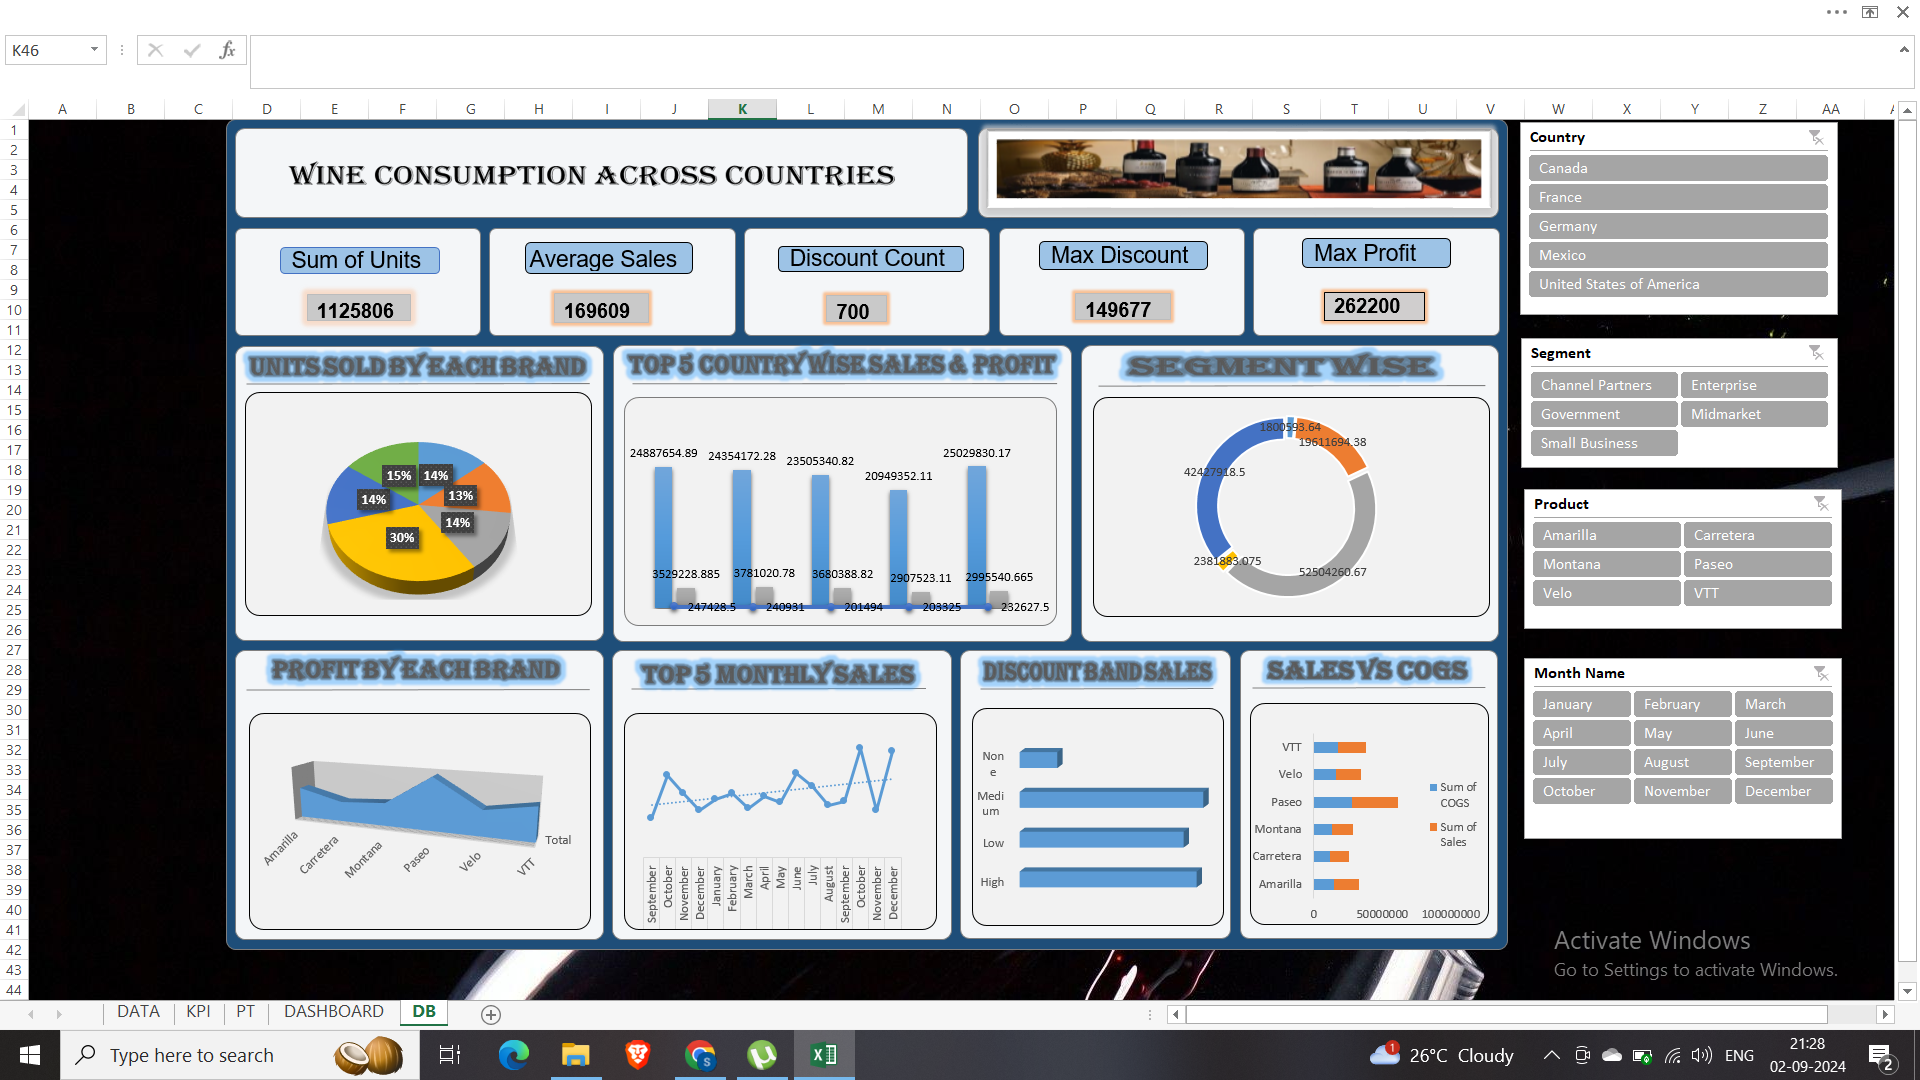 K46
fx
A B C D E F G H I J K L M N O P Q R S T U V W X Y Z AA
1
2
3
4
5
6
7
8
9
10
11
12
13
14
15
16
17
18
19
20
21
22
23
24
25
26
27
28
29
30
31
32
33
34
35
36
37
38
39
40
41
42
43
44
WINE CONSUMPTION ACROSS COUNTRIES
Sum of Units
1125806
Average Sales
169609
Discount Count
700
Max Discount
149677
Max Profit
262200
UNITS SOLD BY EACH BRAND
15%
14%
14%
13%
14%
30%
TOP 5 COUNTRY WISE SALES & PROFIT
24887654.89
24354172.28
23505340.82
20949352.11
25029830.17
3529228.885
3781020.78
3680388.82
2907523.11
2995540.665
247428.5
240931
201494
203325
232627.5
SEGMENT WISE
1800593.64
19611694.38
42427918.5
2381883.075
52504260.67
PROFIT BY EACH BRAND
Total
Amarilla
Carretera
Montana
Paseo
Velo
VTT
TOP 5 MONTHLY SALES
September
October
November
December
January
February
March
April
May
June
July
August
September
October
November
December
DISCOUNT BAND SALES
Non
e
Medi
um
Low
High
SALES VS COGS
VTT
Velo
Paseo
Montana
Carretera
Amarilla
0 50000000 100000000
Sum of
COGS
Sum of
Sales
Country
Canada
France
Germany
Mexico
United States of America
Segment
Channel Partners Enterprise
Government Midmarket
Small Business
Product
Amarilla Carretera
Montana Paseo
Velo VTT
Month Name
January February March
April May June
July August September
October November December
Activate Windows
Go to Settings to activate Windows.
DATA KPI PT DASHBOARD DB
Type here to search
1
26°C Cloudy
ENG
21:28
02-09-2024
2